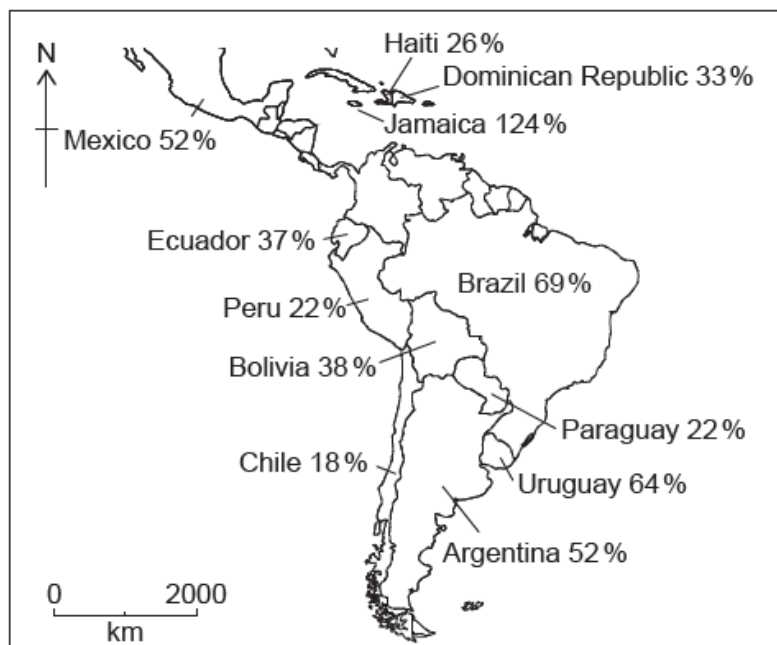 N
Haiti 26%
Dominican Republic 33%
Jamaica 124%
Mexico 52%
Ecuador 37%
Brazil 69%
Peru 22%
Bolivia 38%
Paraguay 22%
Chile 18%
Uruguay 64%
Argentina 52%
0 2000
km